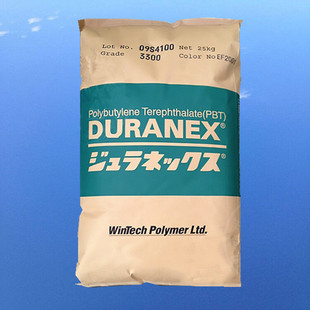 Lot No. 09S4100 Net 25kg
Grade 3300 Color No EF2001
Polybutylene Terephthalate(PBT)
DURANEX®
ジュラネックス®
WinTech Polymer Ltd.